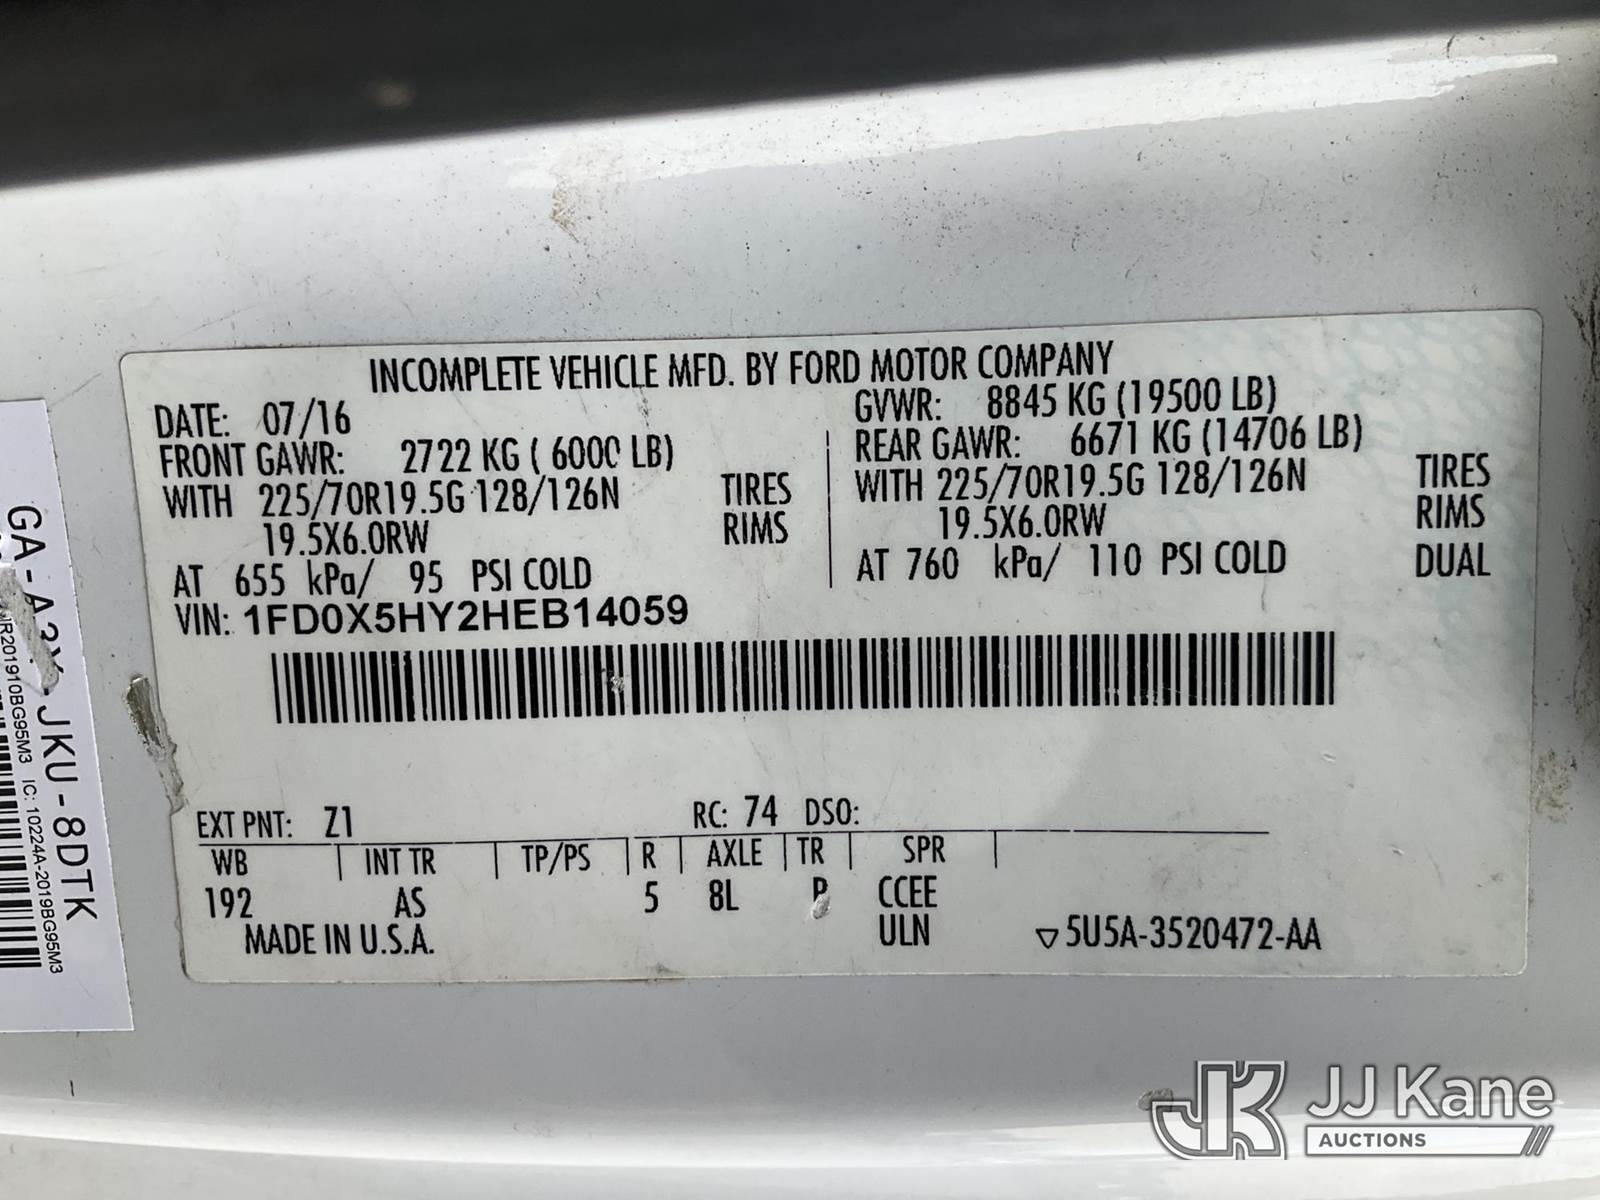 INCOMPLETE VEHICLE MFD. BY FORD MOTOR COMPANY
DATE: 07/16
GVWR: 8845 KG (19500 LB)
FRONT GAWR: 2722 KG ( 6000 LB)
REAR GAWR: 6671 KG (14706 LB)
WITH 225/70R19.5G 128/126N TIRES
19.5X6.0RW RIMS
AT 655 kPa/ 95 PSI COLD
WITH 225/70R19.5G 128/126N TIRES
19.5X6.0RW RIMS
AT 760 kPa/ 110 PSI COLD DUAL
VIN: 1FD0X5HY2HEB14059
EXT PNT: Z1 RC: 74 DSO:
WB INT TR TP/PS R AXLE TR SPR
192 AS 5 8L P CCEE
MADE IN U.S.A. ULN ▽5U5A-3520472-AA
GA - JKU - 8DTK
IC: 10224A-2019BG95M3
JJ Kane
AUCTIONS